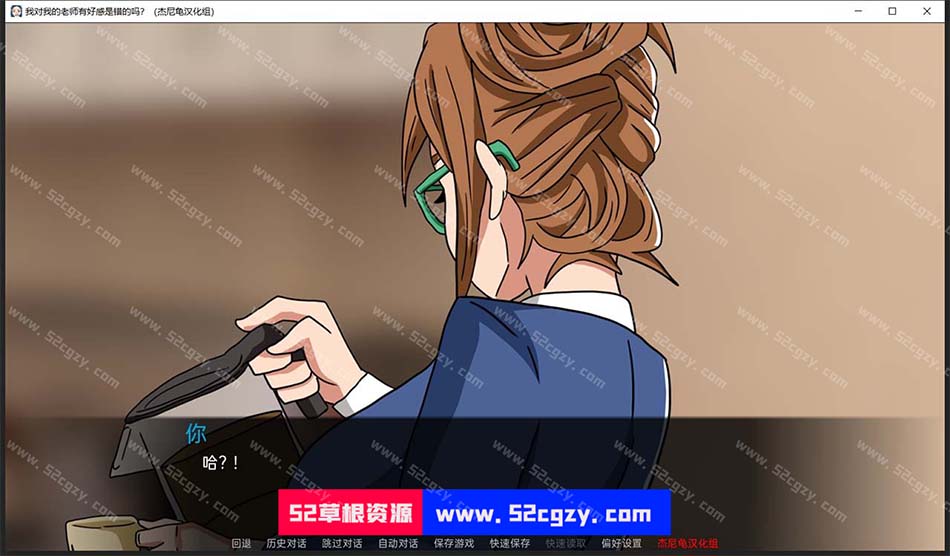 我对我的老师有好感是错的吗？ (杰尼龟汉化组)
你
哈？！
52草根资源 www.52cgzy.com
回退 历史对话 跳过对话 自动对话 保存游戏 快速保存 快速读取 偏好设置 杰尼龟汉化组
www.52cgzy.com